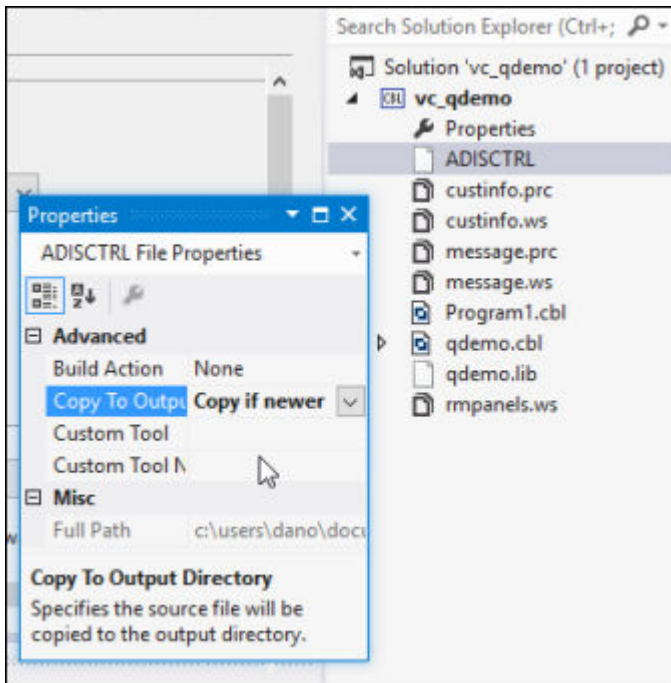 Search Solution Explorer (Ctrl+;
Solution 'vc_qdemo' (1 project)
CBL vc_qdemo
Properties
ADISCTRL
custinfo.prc
custinfo.ws
message.prc
message.ws
Program1.cbl
qdemo.cbl
qdemo.lib
rmpanels.ws
Properties
ADISCTRL File Properties
Advanced
Build Action None
Copy To Outpu Copy if newer
Custom Tool
Custom Tool N
Misc
Full Path c:\users\dano\docu
Copy To Output Directory
Specifies the source file will be
copied to the output directory.